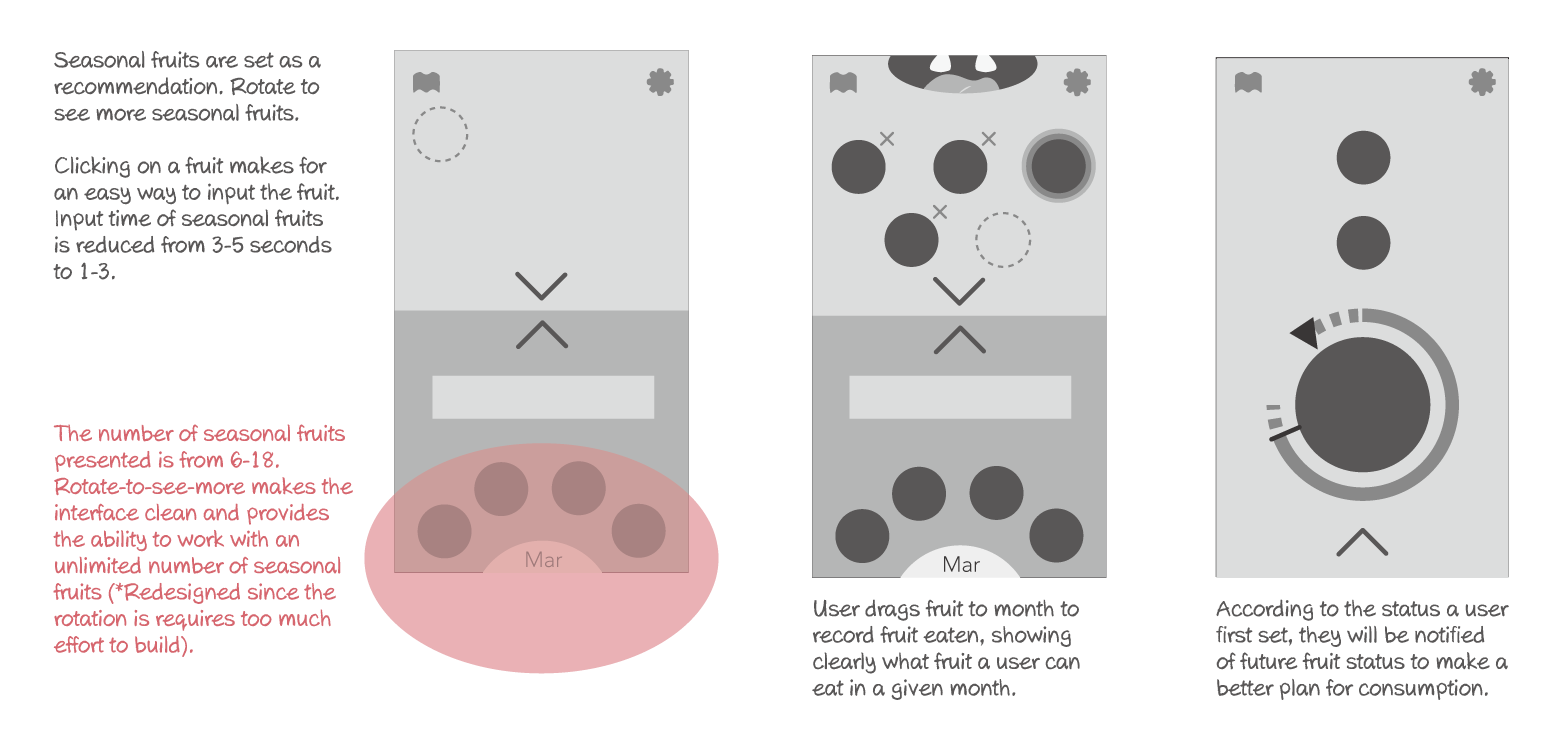 Seasonal fruits are set as a
recommendation. Rotate to
see more seasonal fruits.
Clicking on a fruit makes for
an easy way to input the fruit.
Input time of seasonal fruits
is reduced from 3-5 seconds
to 1-3.
The number of seasonal fruits
presented is from 6-18.
Rotate-to-see-more makes the
interface clean and provides
the ability to work with an
unlimited number of seasonal
fruits (*Redesigned since the
rotation is requires too much
effort to build).
Mar
Mar
User drags fruit to month to
record fruit eaten, showing
clearly what fruit a user can
eat in a given month.
According to the status a user
first set, they will be notified
of future fruit status to make a
better plan for consumption.